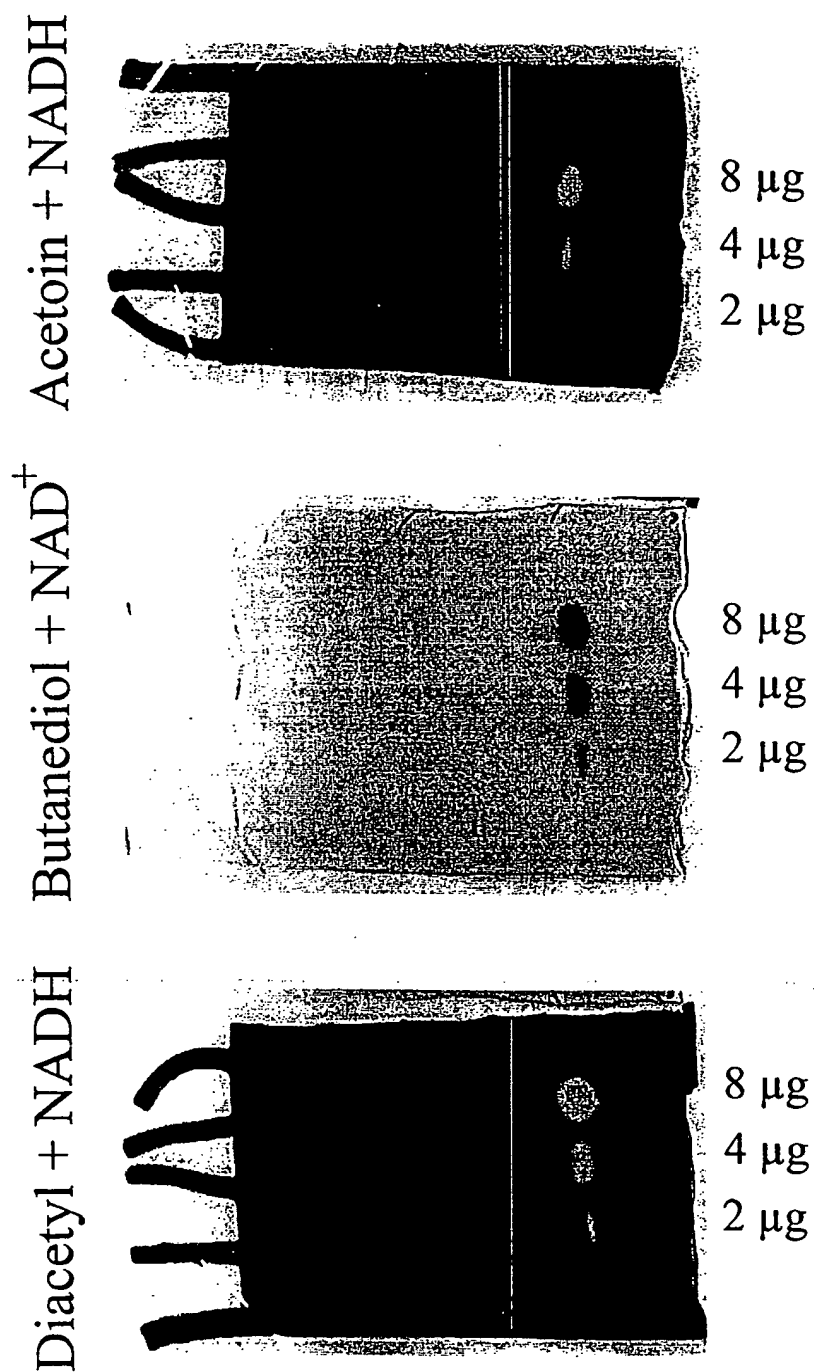 Acetoin + NADH
8 µg
4 µg
2 µg
Butanediol + NAD⁺
8 µg
4 µg
2 µg
Diacetyl + NADH
8 µg
4 µg
2 µg